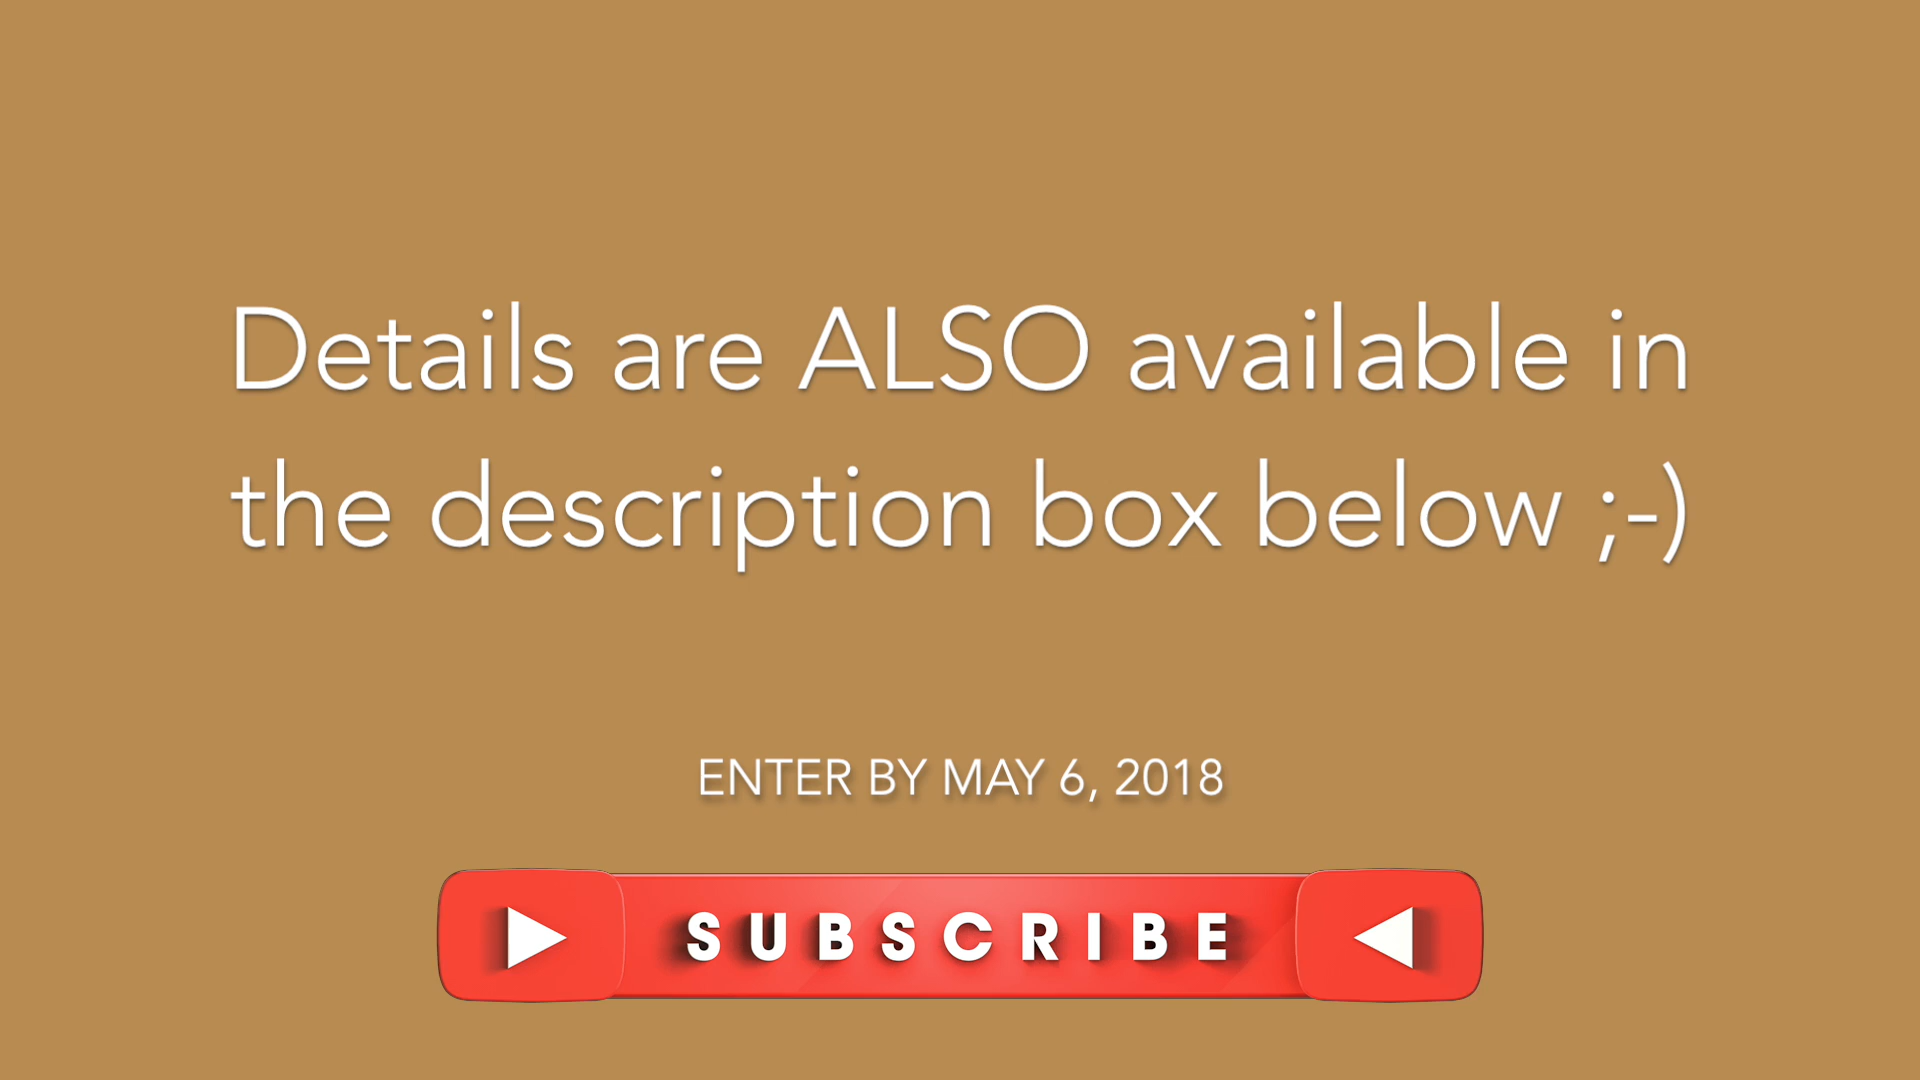 Details are ALSO available in
the description box below ;-)
ENTER BY MAY 6, 2018
SUBSCRIBE